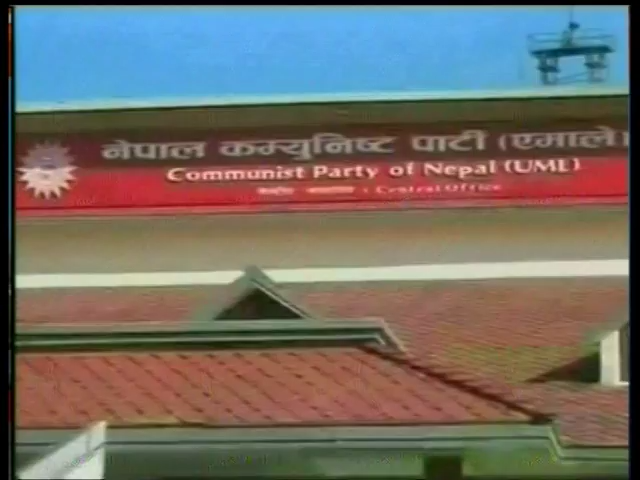 नेपाल कम्युनिष्ट पार्टी (एमाले)
Communist Party of Nepal (UML)
: Central Office